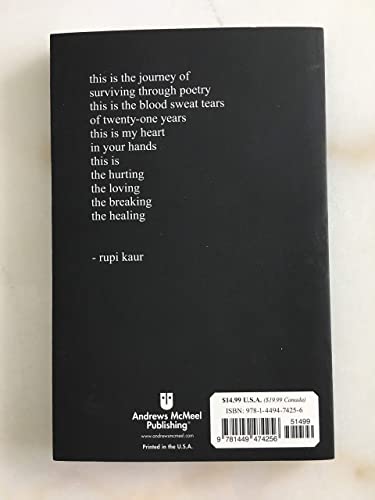 this is the journey of
surviving through poetry
this is the blood sweat tears
of twenty-one years
this is my heart
in your hands
this is
the hurting
the loving
the breaking
the healing
- rupi kaur
Andrews McMeel
Publishing®
www.andrewsmcmeel.com
Printed in the U.S.A.
$14.99 U.S.A. ($19.99 Canada)
ISBN: 978-1-4494-7425-6
51499
9 781449 474256